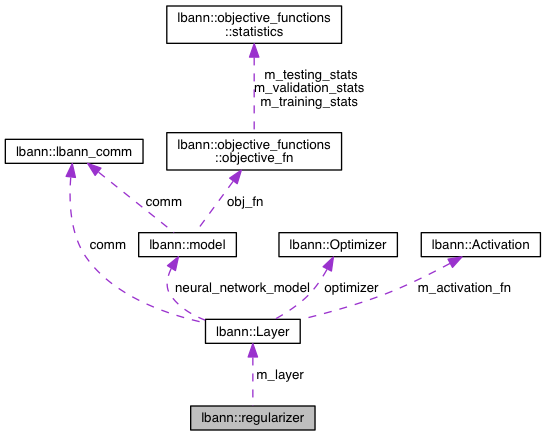 lbann::objective_functions
::statistics
m_testing_stats
m_validation_stats
m_training_stats
lbann::lbann_comm
lbann::objective_functions
::objective_fn
comm
obj_fn
comm
lbann::model
lbann::Optimizer
lbann::Activation
neural_network_model
optimizer
m_activation_fn
lbann::Layer
m_layer
lbann::regularizer